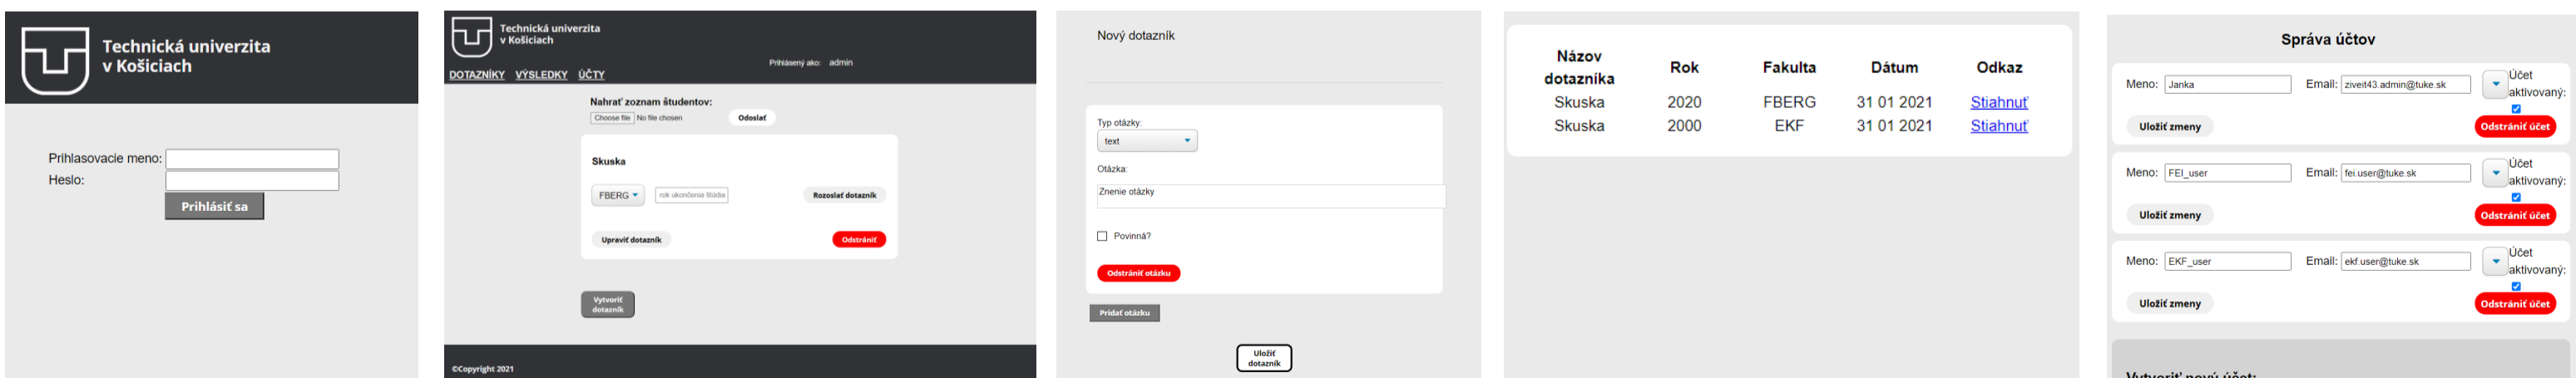 Technická univerzita
v Košiciach
Prihlasovacie meno:
Heslo:
Prihlásiť sa
Technická univerzita
v Košiciach
Prihlásený ako: admin
DOTAZNÍKY VÝSLEDKY ÚČTY
Nahrať zoznam študentov:
Choose file No file chosen Odoslať
Skuska
FBERG rok ukončenia štúdia Rozoslať dotazník
Upraviť dotazník Odstrániť
Vytvoriť
dotazník
©Copyright 2021
Nový dotazník
Typ otázky:
text
Otázka:
Znenie otázky
Povinná?
Odstrániť otázku
Pridať otázku
Uložiť
dotazník
Názov
dotazníka Rok Fakulta Dátum Odkaz
Skuska 2020 FBERG 31 01 2021 Stiahnuť
Skuska 2000 EKF 31 01 2021 Stiahnuť
Správa účtov
Meno: Janka Email: ziveit43.admin@tuke.sk Účet
aktivovaný:
Uložiť zmeny Odstrániť účet
Meno: FEI_user Email: fei.user@tuke.sk Účet
aktivovaný:
Uložiť zmeny Odstrániť účet
Meno: EKF_user Email: ekf.user@tuke.sk Účet
aktivovaný:
Uložiť zmeny Odstrániť účet
Vytvoriť nový účet: